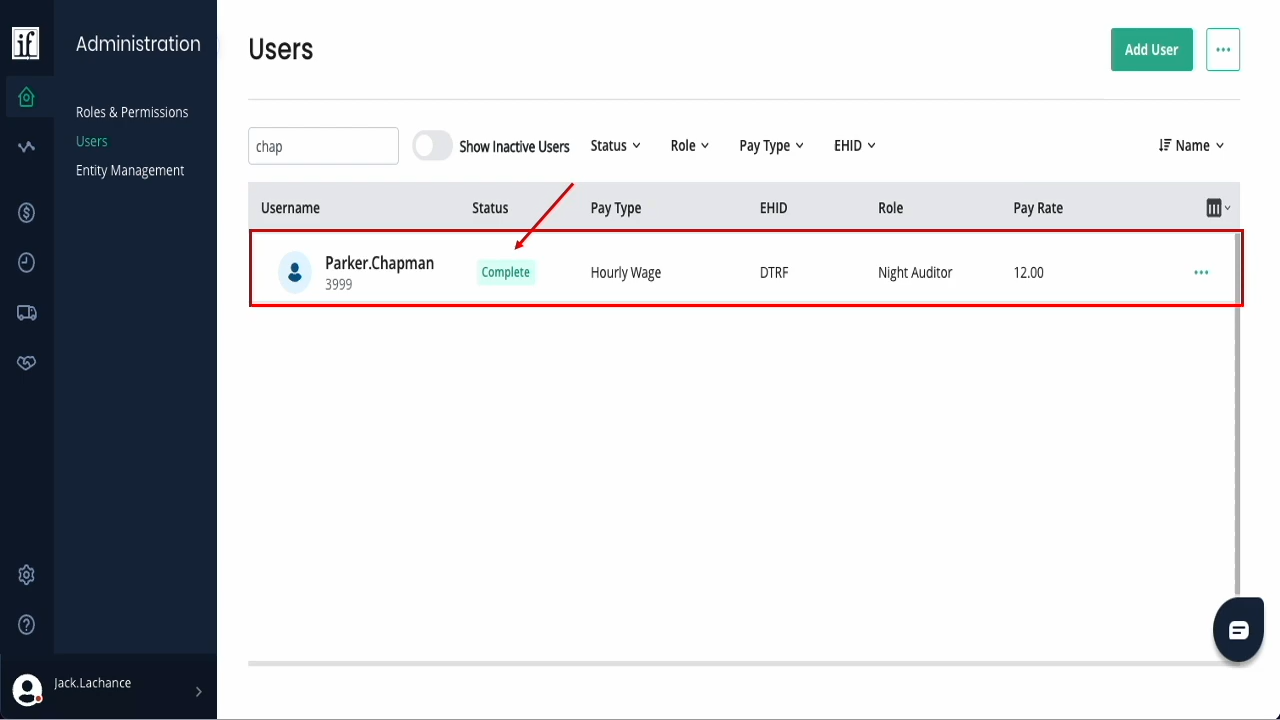 if
Administration
Roles & Permissions
Users
Entity Management
Jack.Lachance
Users
Add User
chap
Show Inactive Users
Status
Role
Pay Type
EHID
Name
Username Status Pay Type EHID Role Pay Rate
Parker.Chapman
3999
Complete
Hourly Wage
DTRF
Night Auditor
12.00